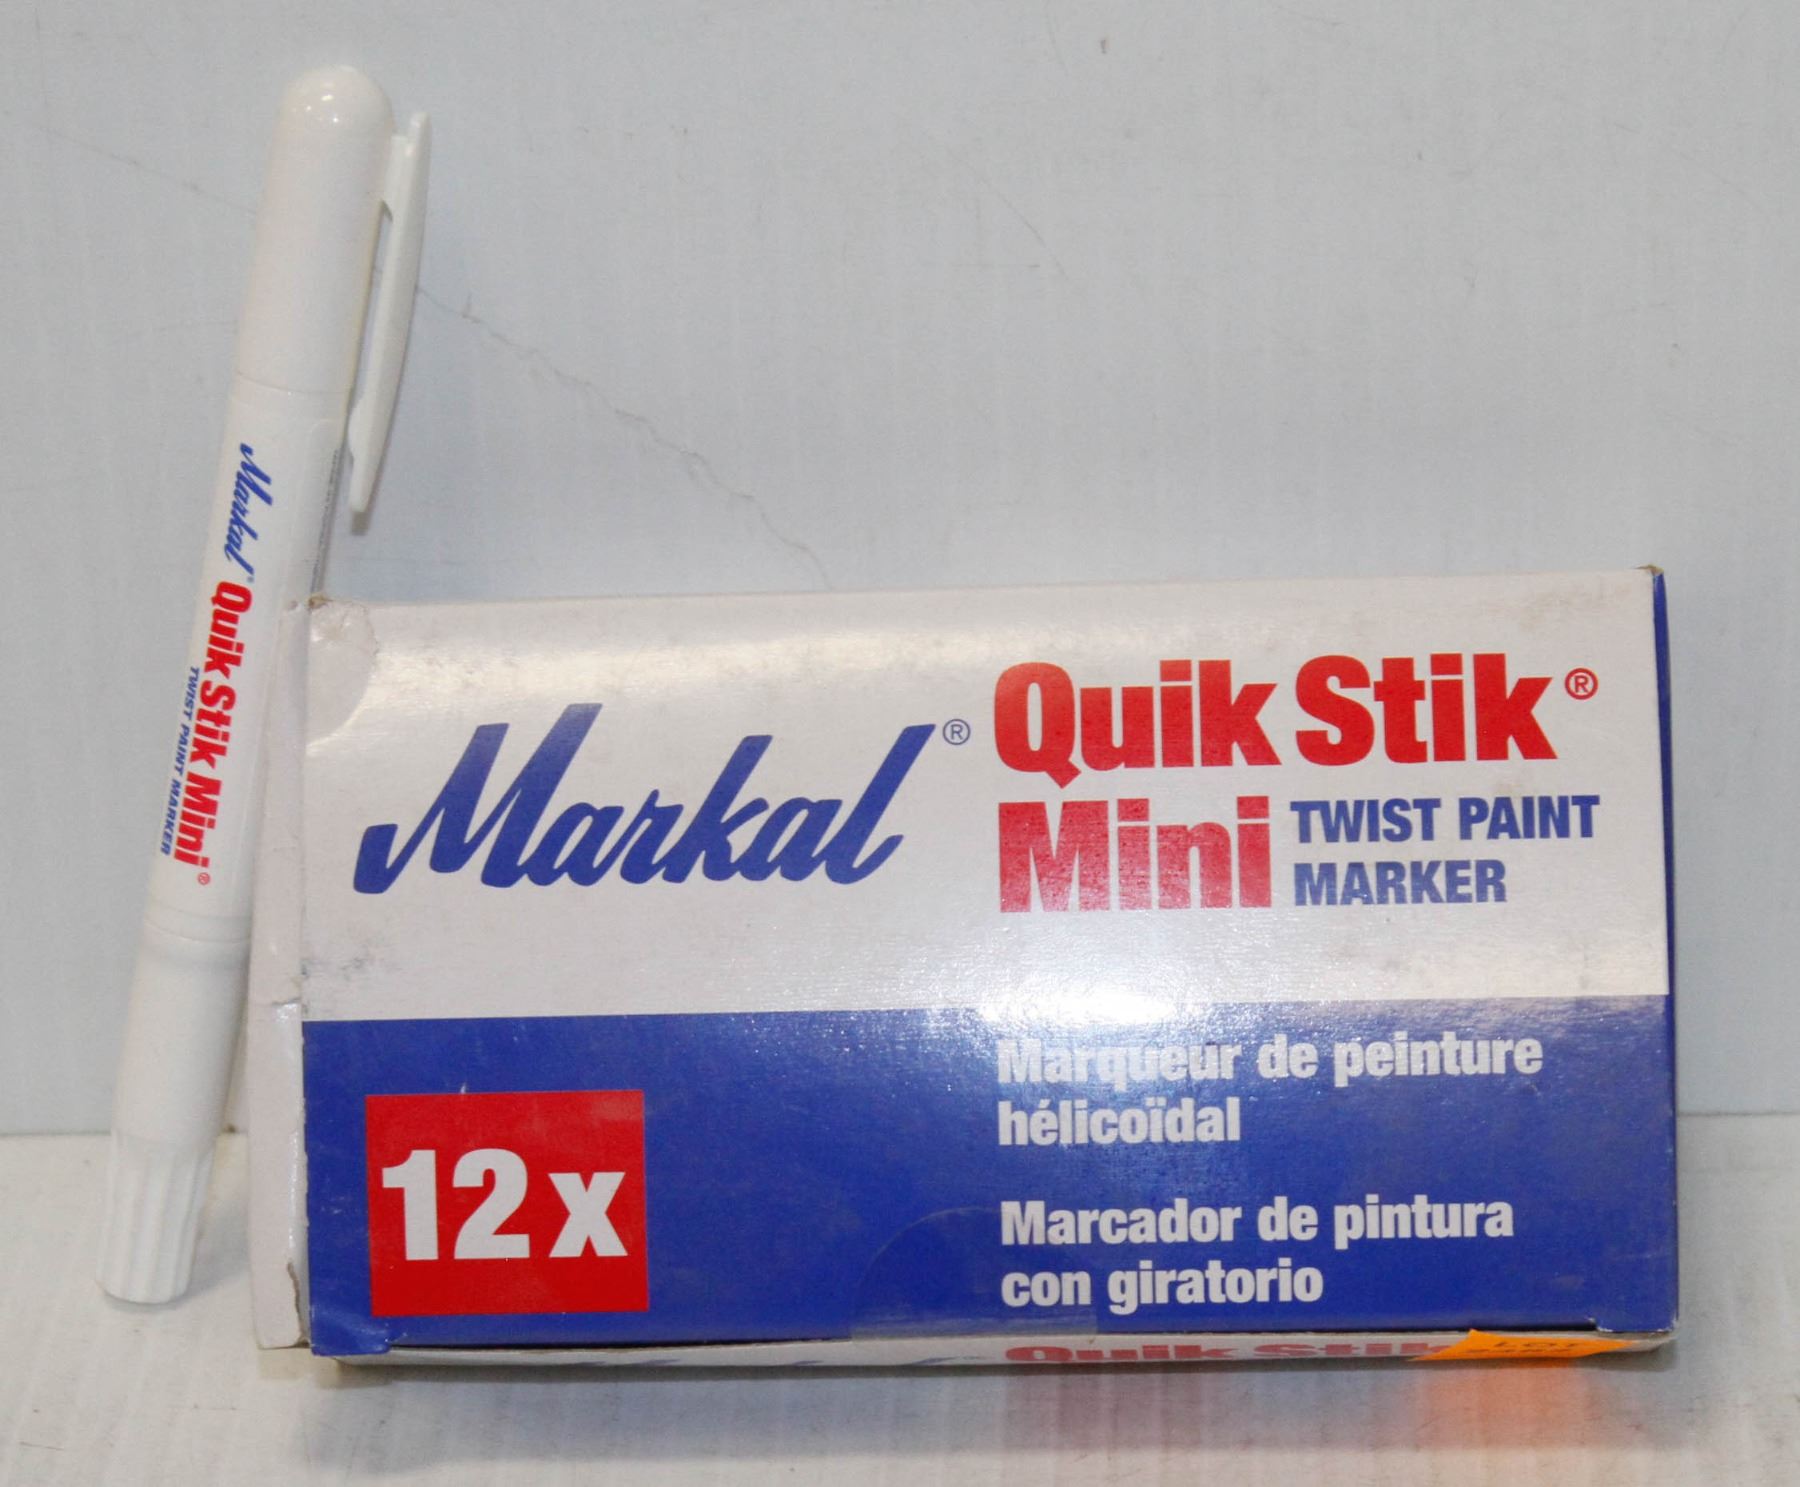 Markal® Quik Stik Mini®
TWIST PAINT MARKER
Markal® Quik Stik®
Mini TWIST PAINT
MARKER
Marqueur de peinture
hélicoïdal
12x
Marcador de pintura
con giratorio
Quik Stik
LOT